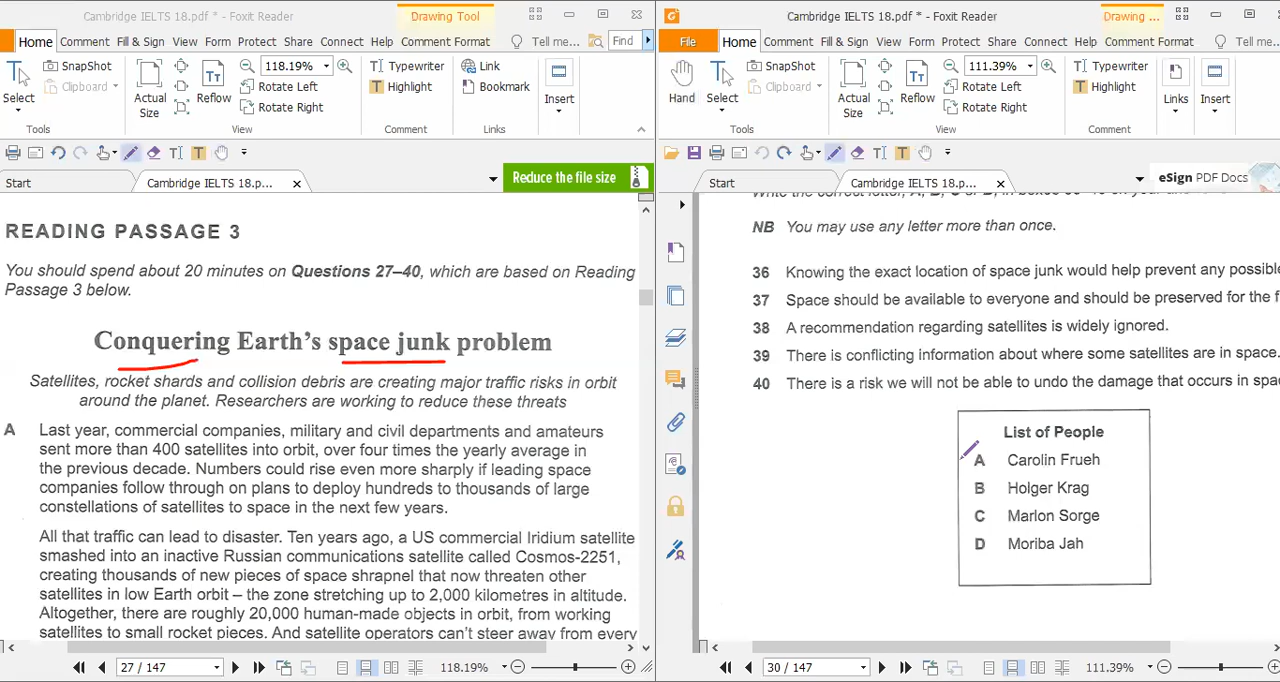 Cambridge IELTS 18.pdf * - Foxit Reader
Drawing Tool
Home Comment Fill & Sign View Form Protect Share Connect Help Comment Format Tell me... Find
Select
SnapShot
Clipboard
Tools
Actual Size
Reflow
118.19%
Rotate Left
Rotate Right
View
Typewriter
Highlight
Comment
Link
Bookmark
Links
Insert
Start
Cambridge IELTS 18.p...
Reduce the file size
READING PASSAGE 3
You should spend about 20 minutes on Questions 27–40, which are based on Reading
Passage 3 below.
Conquering Earth's space junk problem
Satellites, rocket shards and collision debris are creating major traffic risks in orbit
around the planet. Researchers are working to reduce these threats
A Last year, commercial companies, military and civil departments and amateurs
sent more than 400 satellites into orbit, over four times the yearly average in
the previous decade. Numbers could rise even more sharply if leading space
companies follow through on plans to deploy hundreds to thousands of large
constellations of satellites to space in the next few years.
All that traffic can lead to disaster. Ten years ago, a US commercial Iridium satellite
smashed into an inactive Russian communications satellite called Cosmos-2251,
creating thousands of new pieces of space shrapnel that now threaten other
satellites in low Earth orbit – the zone stretching up to 2,000 kilometres in altitude.
Altogether, there are roughly 20,000 human-made objects in orbit, from working
satellites to small rocket pieces. And satellite operators can't steer away from every
27 / 147
118.19%
Cambridge IELTS 18.pdf * - Foxit Reader
Drawing ...
File Home Comment Fill & Sign View Form Protect Share Connect Help Comment Format Tell me...
Hand
Select
SnapShot
Clipboard
Tools
Actual Size
Reflow
111.39%
Rotate Left
Rotate Right
View
Typewriter
Highlight
Comment
Links
Insert
Start
Cambridge IELTS 18.p...
eSign PDF Docs
NB You may use any letter more than once.
36 Knowing the exact location of space junk would help prevent any possible
37 Space should be available to everyone and should be preserved for the f
38 A recommendation regarding satellites is widely ignored.
39 There is conflicting information about where some satellites are in space.
40 There is a risk we will not be able to undo the damage that occurs in spa
List of People
A Carolin Frueh
B Holger Krag
C Marlon Sorge
D Moriba Jah
30 / 147
111.39%